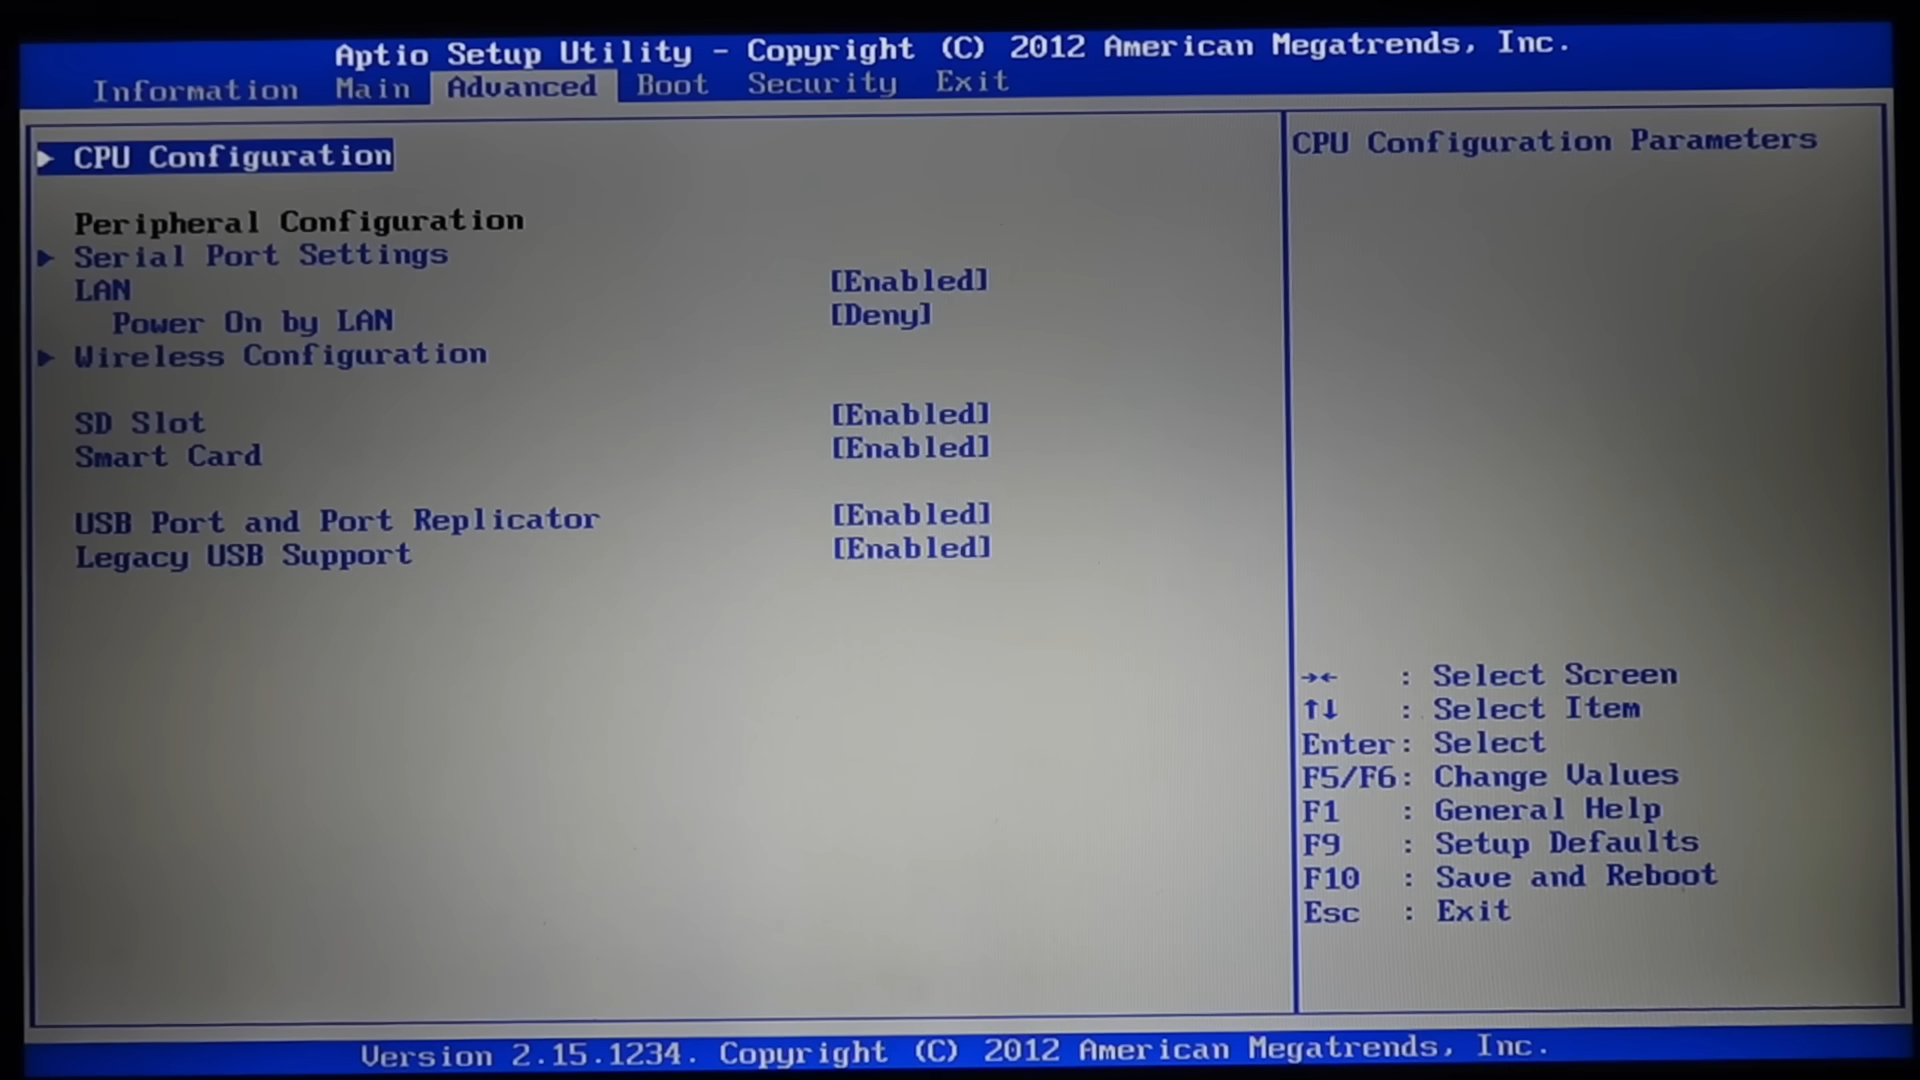 Aptio Setup Utility - Copyright (C) 2012 American Megatrends, Inc.
Information Main Advanced Boot Security Exit
► CPU Configuration
Peripheral Configuration
► Serial Port Settings
LAN [Enabled]
Power On by LAN [Deny]
► Wireless Configuration
SD Slot [Enabled]
Smart Card [Enabled]
USB Port and Port Replicator [Enabled]
Legacy USB Support [Enabled]
CPU Configuration Parameters
→← : Select Screen
↑↓ : Select Item
Enter: Select
F5/F6: Change Values
F1 : General Help
F9 : Setup Defaults
F10 : Save and Reboot
Esc : Exit
Version 2.15.1234. Copyright (C) 2012 American Megatrends, Inc.